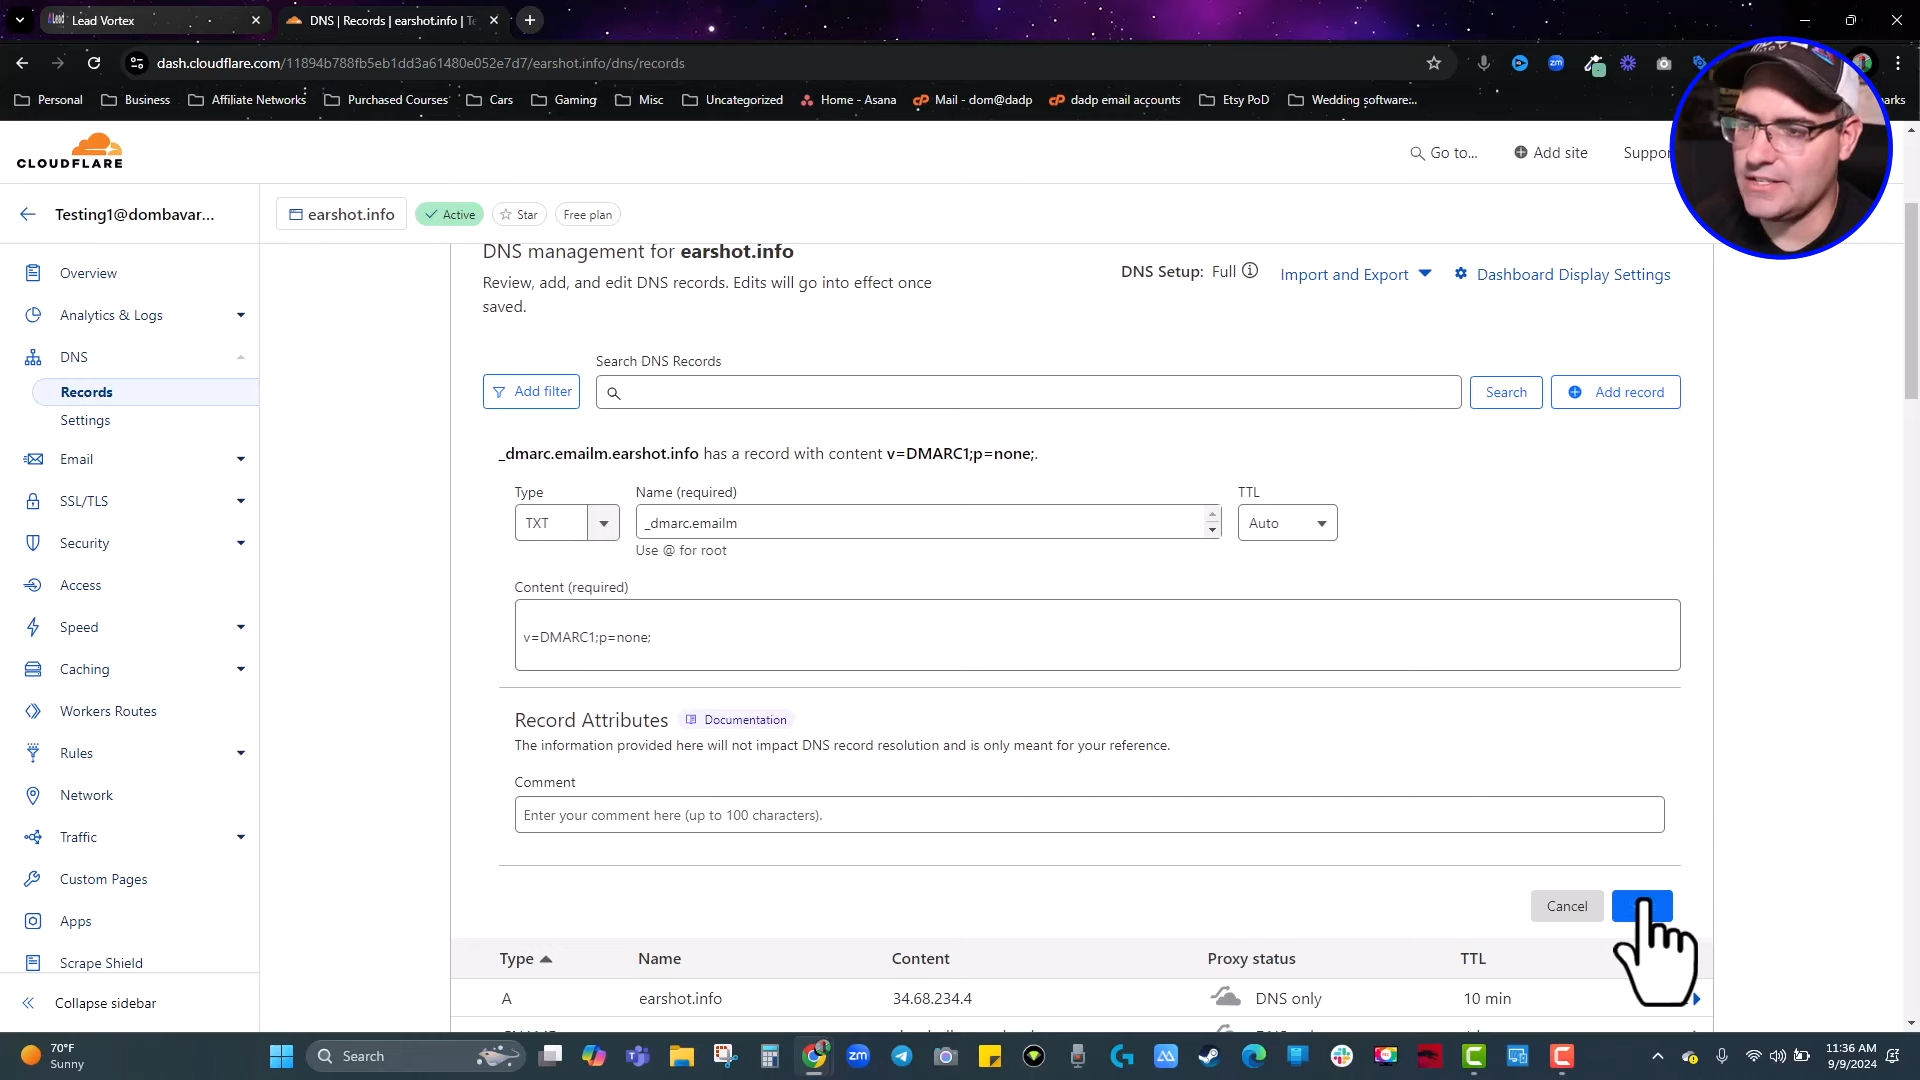 Lead Vortex
DNS | Records | earshot.info | Te
dash.cloudflare.com/11894b788fb5eb1dd3a61480e052e7d7/earshot.info/dns/records
Personal
Business
Affiliate Networks
Purchased Courses
Cars
Gaming
Misc
Uncategorized
Home - Asana
Mail - dom@dadp
dadp email accounts
Etsy PoD
Wedding software:...
CLOUDFLARE
Go to...
Add site
Suppor
Testing1@dombavar...
earshot.info
Active
Star
Free plan
Overview
Analytics & Logs
DNS
Records
Settings
Email
SSL/TLS
Security
Access
Speed
Caching
Workers Routes
Rules
Network
Traffic
Custom Pages
Apps
Scrape Shield
Collapse sidebar
DNS management for earshot.info
Review, add, and edit DNS records. Edits will go into effect once
saved.
DNS Setup: Full
Import and Export
Dashboard Display Settings
Search DNS Records
Add filter
Search
Add record
_dmarc.emailm.earshot.info has a record with content v=DMARC1;p=none;.
Type
Name (required)
TTL
TXT
_dmarc.emailm
Auto
Use @ for root
Content (required)
v=DMARC1;p=none;
Record Attributes
Documentation
The information provided here will not impact DNS record resolution and is only meant for your reference.
Comment
Enter your comment here (up to 100 characters).
Cancel
Type
Name
Content
Proxy status
TTL
A
earshot.info
34.68.234.4
DNS only
10 min
70°F
Sunny
Search
11:36 AM
9/9/2024